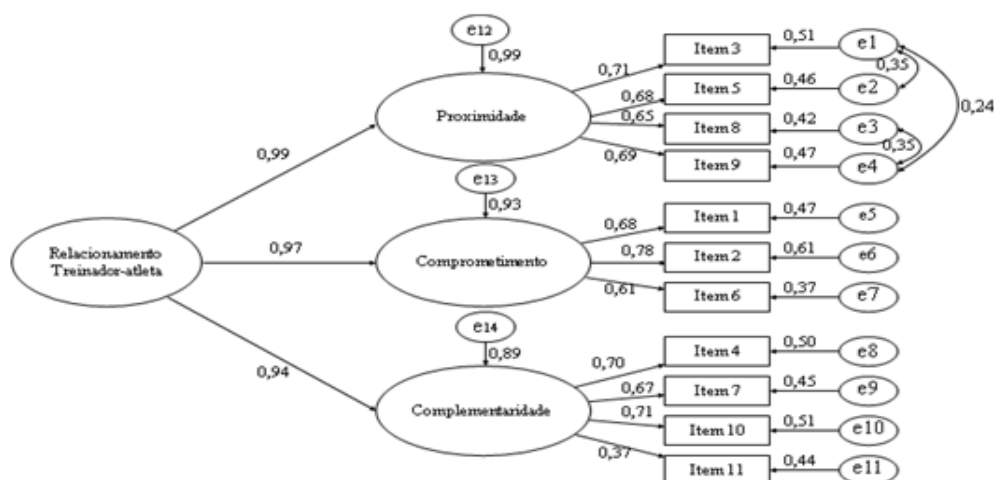 e12
0,99
Item 3
0,51
e1
0,71
0,35
Item 5
0,46
e2
0,68
0,24
Proximidade
0,65
Item 8
0,42
e3
0,35
0,69
Item 9
0,47
e4
0,99
e13
0,93
Item 1
0,47
e5
0,68
Relacionamento
Treinador-atleta
0,97
Comprometimento
0,78
Item 2
0,61
e6
0,61
Item 6
0,37
e7
e14
0,89
Item 4
0,50
e8
0,70
0,94
0,67
Item 7
0,45
e9
Complementaridade
0,71
Item 10
0,51
e10
0,37
Item 11
0,44
e11